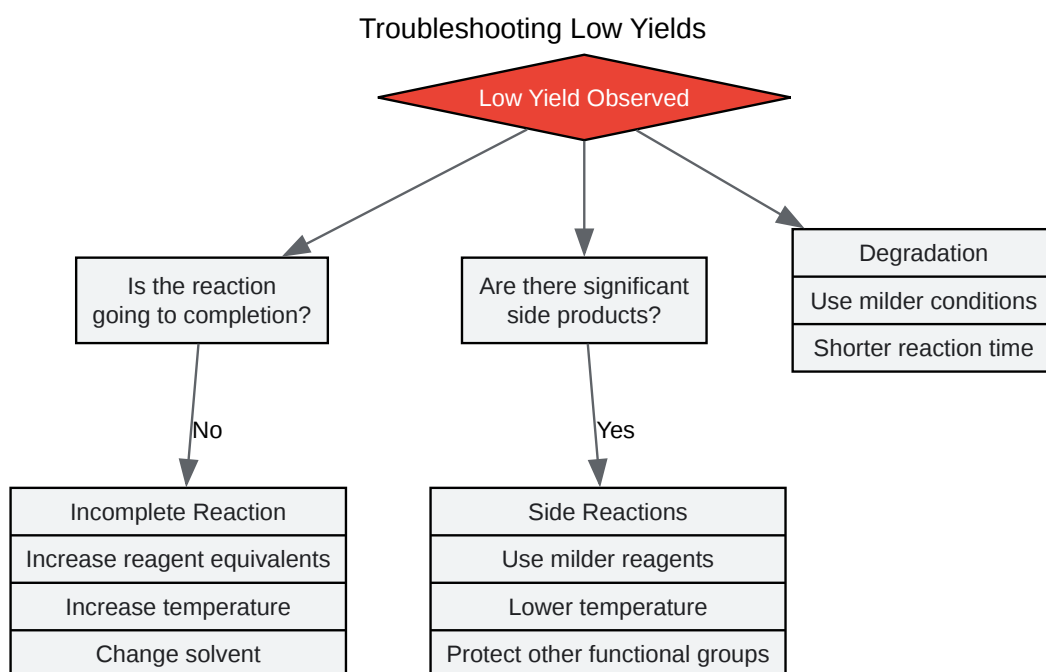 Troubleshooting Low Yields
Low Yield Observed
Is the reaction
going to completion?
Are there significant
side products?
Degradation
Use milder conditions
Shorter reaction time
No
Yes
Incomplete Reaction
Increase reagent equivalents
Increase temperature
Change solvent
Side Reactions
Use milder reagents
Lower temperature
Protect other functional groups